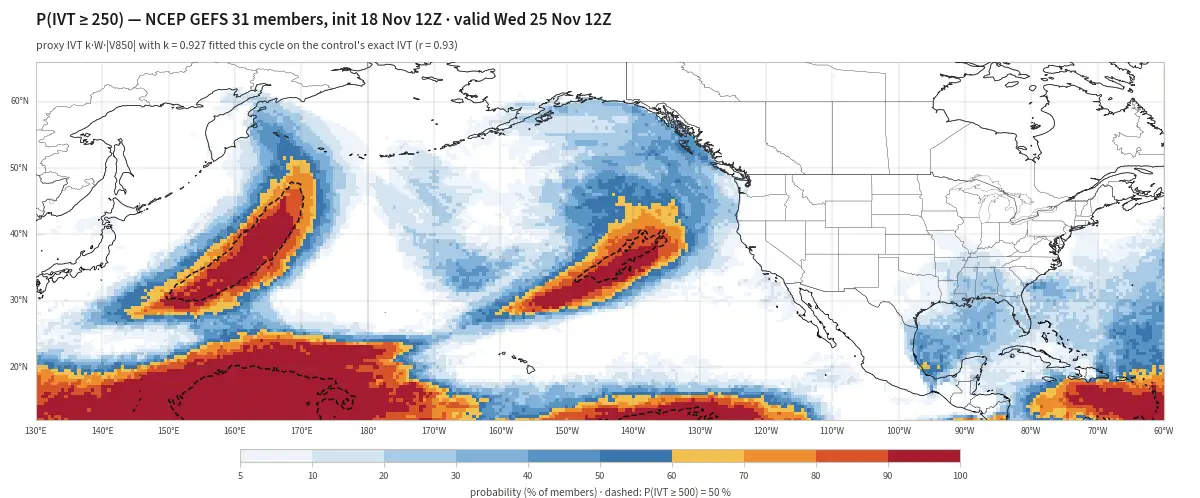 P(IVT ≥ 250) — NCEP GEFS 31 members, init 18 Nov 12Z · valid Wed 25 Nov 12Z
proxy IVT k·W·|V850| with k = 0.927 fitted this cycle on the control's exact IVT (r = 0.93)
60°N
50°N
40°N
30°N
20°N
130°E 140°E 150°E 160°E 170°E 180° 170°W 160°W 150°W 140°W 130°W 120°W 110°W 100°W 90°W 80°W 70°W 60°W
5 10 20 30 40 50 60 70 80 90 100
probability (% of members) · dashed: P(IVT ≥ 500) = 50 %